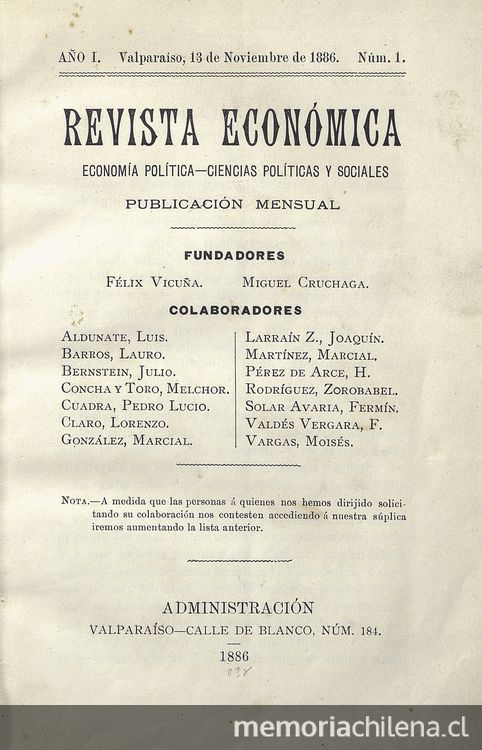 AÑO I. Valparaíso, 13 de Noviembre de 1886. Núm. 1.
REVISTA ECONÓMICA
ECONOMÍA POLÍTICA—CIENCIAS POLÍTICAS Y SOCIALES
PUBLICACIÓN MENSUAL
FUNDADORES
FÉLIX VICUÑA. MIGUEL CRUCHAGA.
COLABORADORES
ALDUNATE, LUIS.
BARROS, LAURO.
BERNSTEIN, JULIO.
CONCHA Y TORO, MELCHOR.
CUADRA, PEDRO LUCIO.
CLARO, LORENZO.
GONZÁLEZ, MARCIAL.
LARRAÍN Z., JOAQUÍN.
MARTÍNEZ, MARCIAL.
PÉREZ DE ARCE, H.
RODRÍGUEZ, ZOROBABEL.
SOLAR AVARIA, FERMÍN.
VALDÉS VERGARA, F.
VARGAS, MOISÉS.
NOTA.—A medida que las personas á quienes nos hemos dirijido solici-
tando su colaboración nos contesten accediendo á nuestra súplica
iremos aumentando la lista anterior.
ADMINISTRACIÓN
VALPARAÍSO—CALLE DE BLANCO, NÚM. 184.
1886
038
memoriachilena.cl